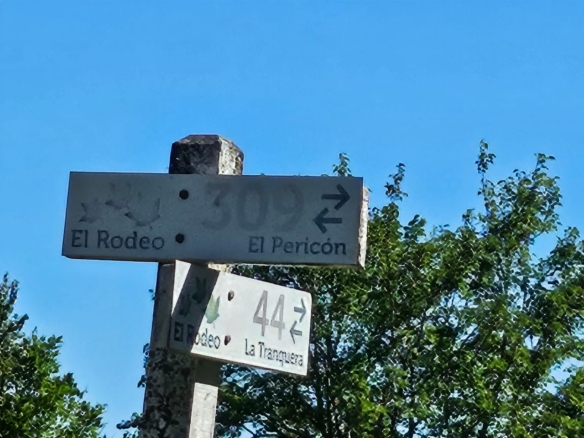 309
El Rodeo El Pericón
44
El Rodeo La Tranquera